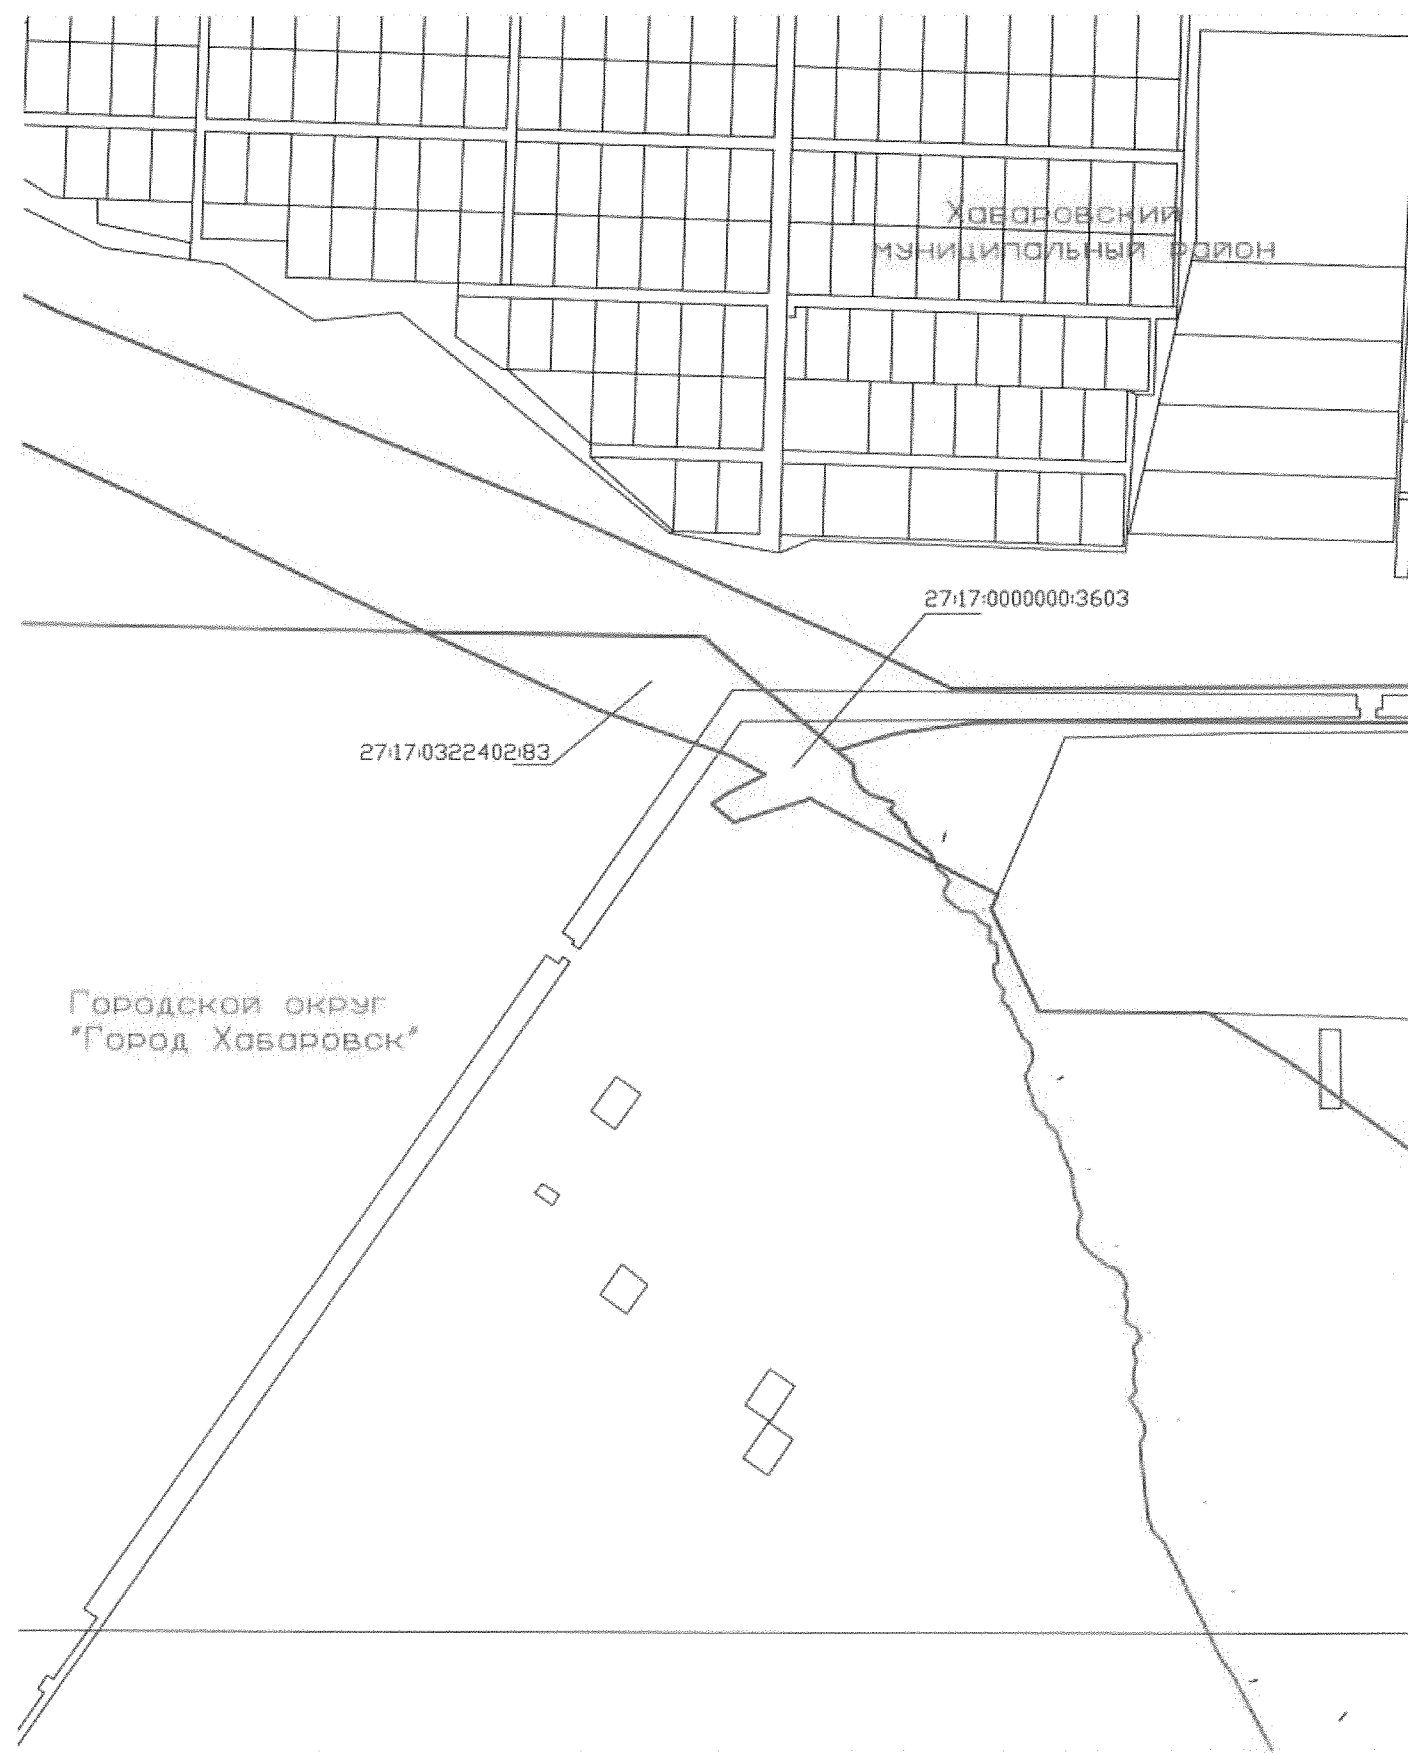 Хабаровский
муниципальный район
27:17:0000000:3603
27:17:0322402:83
Городской округ
"Город Хабаровск"